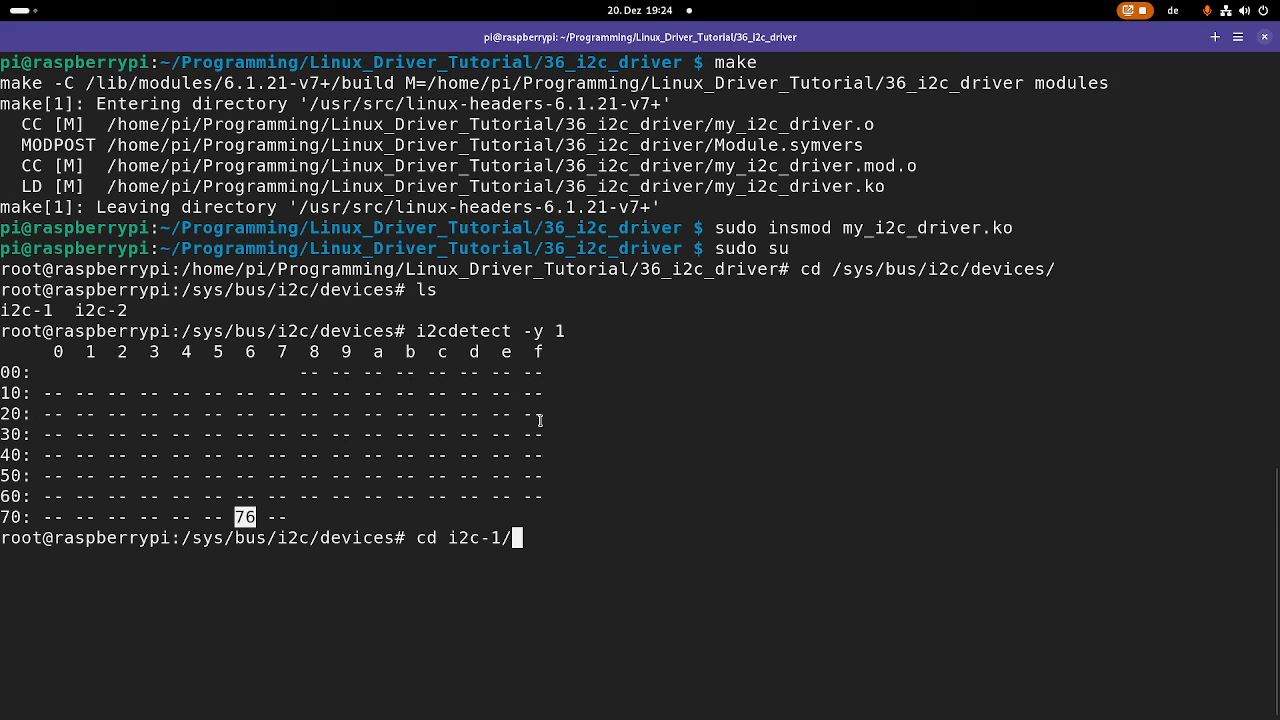 20. Dez 19:24
de
pi@raspberrypi: ~/Programming/Linux_Driver_Tutorial/36_i2c_driver
pi@raspberrypi:~/Programming/Linux_Driver_Tutorial/36_i2c_driver $ make
make -C /lib/modules/6.1.21-v7+/build M=/home/pi/Programming/Linux_Driver_Tutorial/36_i2c_driver modules
make[1]: Entering directory '/usr/src/linux-headers-6.1.21-v7+'
  CC [M]  /home/pi/Programming/Linux_Driver_Tutorial/36_i2c_driver/my_i2c_driver.o
  MODPOST /home/pi/Programming/Linux_Driver_Tutorial/36_i2c_driver/Module.symvers
  CC [M]  /home/pi/Programming/Linux_Driver_Tutorial/36_i2c_driver/my_i2c_driver.mod.o
  LD [M]  /home/pi/Programming/Linux_Driver_Tutorial/36_i2c_driver/my_i2c_driver.ko
make[1]: Leaving directory '/usr/src/linux-headers-6.1.21-v7+'
pi@raspberrypi:~/Programming/Linux_Driver_Tutorial/36_i2c_driver $ sudo insmod my_i2c_driver.ko
pi@raspberrypi:~/Programming/Linux_Driver_Tutorial/36_i2c_driver $ sudo su
root@raspberrypi:/home/pi/Programming/Linux_Driver_Tutorial/36_i2c_driver# cd /sys/bus/i2c/devices/
root@raspberrypi:/sys/bus/i2c/devices# ls
i2c-1  i2c-2
root@raspberrypi:/sys/bus/i2c/devices# i2cdetect -y 1
     0  1  2  3  4  5  6  7  8  9  a  b  c  d  e  f
00:                         -- -- -- -- -- -- -- --
10: -- -- -- -- -- -- -- -- -- -- -- -- -- -- -- --
20: -- -- -- -- -- -- -- -- -- -- -- -- -- -- -- --
30: -- -- -- -- -- -- -- -- -- -- -- -- -- -- -- --
40: -- -- -- -- -- -- -- -- -- -- -- -- -- -- -- --
50: -- -- -- -- -- -- -- -- -- -- -- -- -- -- -- --
60: -- -- -- -- -- -- -- -- -- -- -- -- -- -- -- --
70: -- -- -- -- -- -- 76 --
root@raspberrypi:/sys/bus/i2c/devices# cd i2c-1/